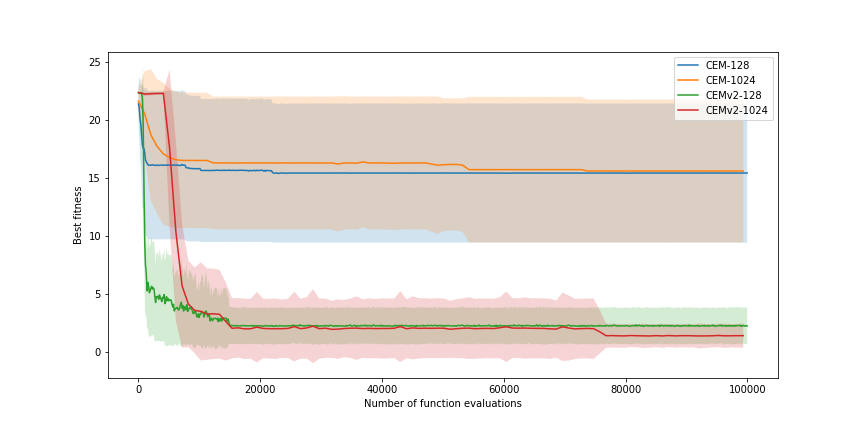 CEM-128
CEM-1024
CEMv2-128
CEMv2-1024
Best fitness
25
20
15
10
5
0
0 20000 40000 60000 80000 100000
Number of function evaluations